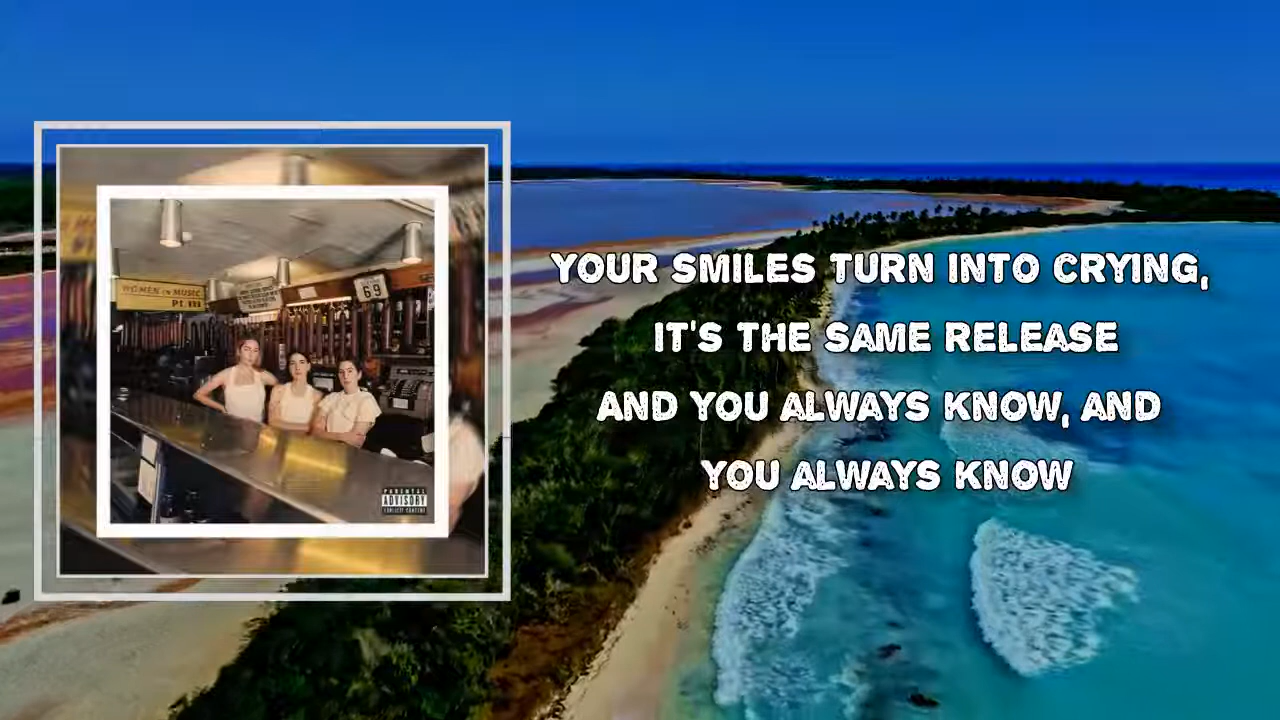 WOMEN IN MUSIC
PT. III
69
PARENTAL
ADVISORY
EXPLICIT CONTENT
YOUR SMILES TURN INTO CRYING,
IT'S THE SAME RELEASE
AND YOU ALWAYS KNOW, AND
YOU ALWAYS KNOW